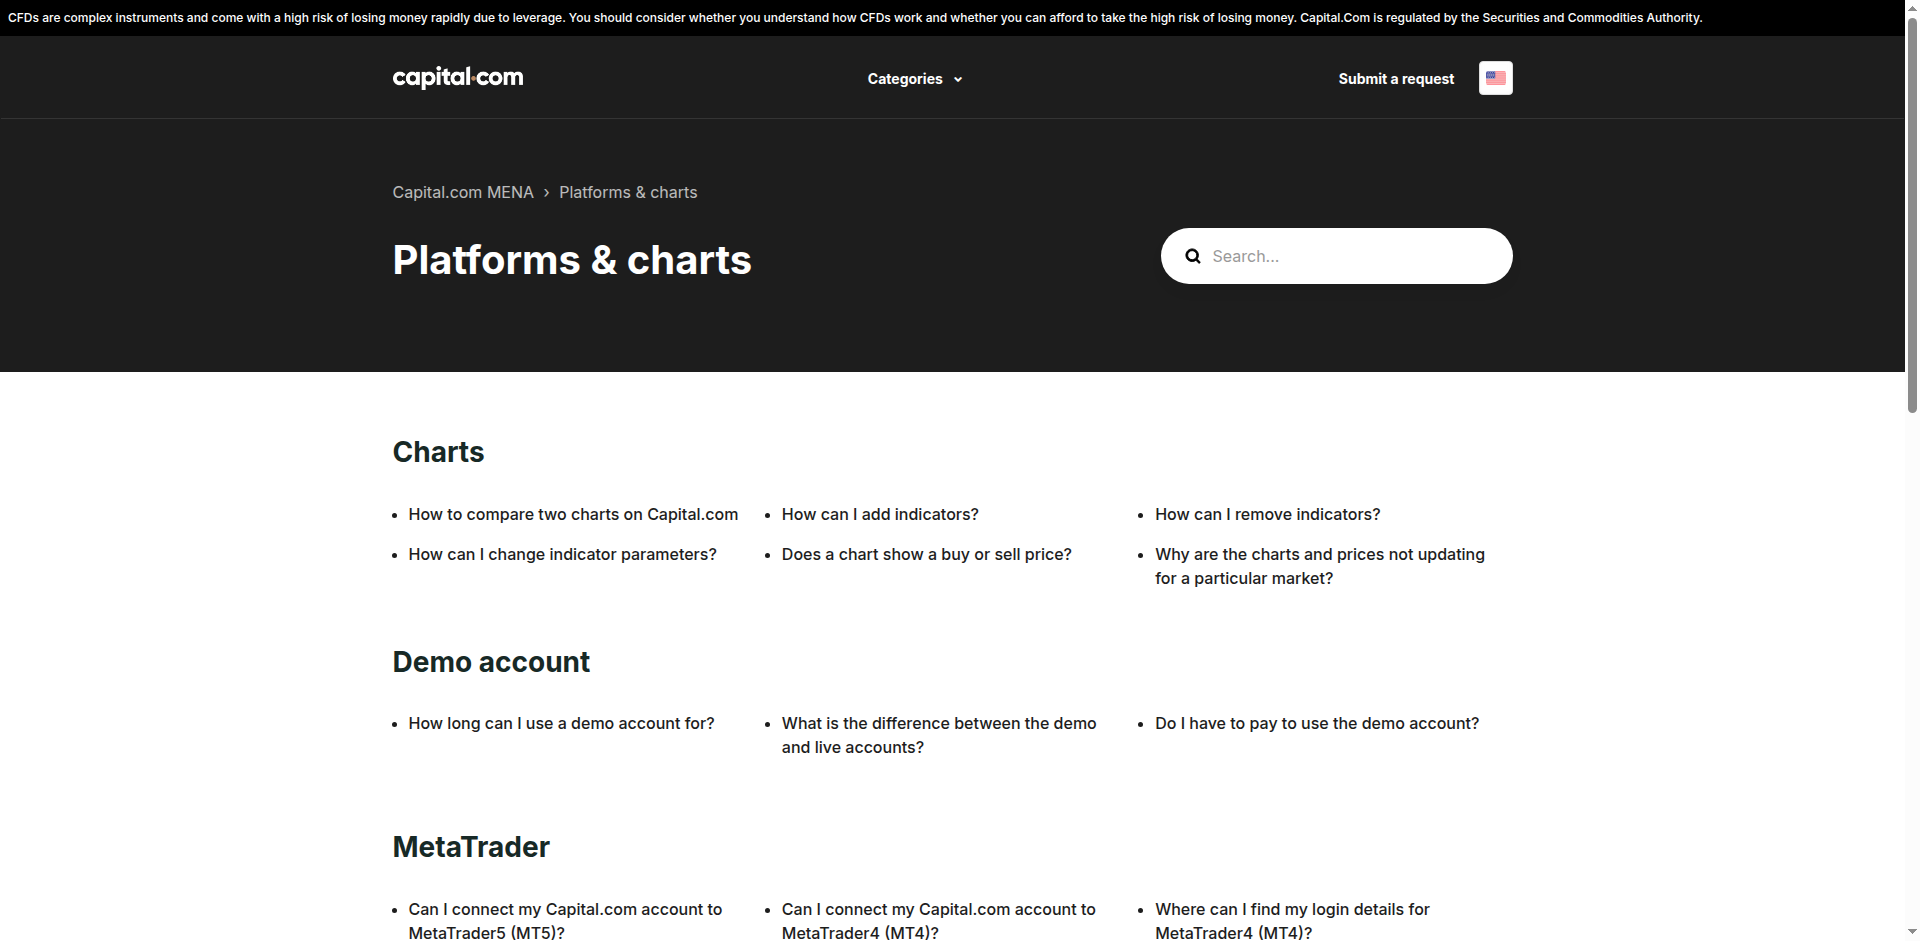 CFDs are complex instruments and come with a high risk of losing money rapidly due to leverage. You should consider whether you understand how CFDs work and whether you can afford to take the high risk of losing money. Capital.Com is regulated by the Securities and Commodities Authority.
capital.com
Categories
Submit a request
Capital.com MENA › Platforms & charts
Platforms & charts
Search...
Charts
How to compare two charts on Capital.com
How can I add indicators?
How can I remove indicators?
How can I change indicator parameters?
Does a chart show a buy or sell price?
Why are the charts and prices not updating
for a particular market?
Demo account
How long can I use a demo account for?
What is the difference between the demo
and live accounts?
Do I have to pay to use the demo account?
MetaTrader
Can I connect my Capital.com account to
MetaTrader5 (MT5)?
Can I connect my Capital.com account to
MetaTrader4 (MT4)?
Where can I find my login details for
MetaTrader4 (MT4)?